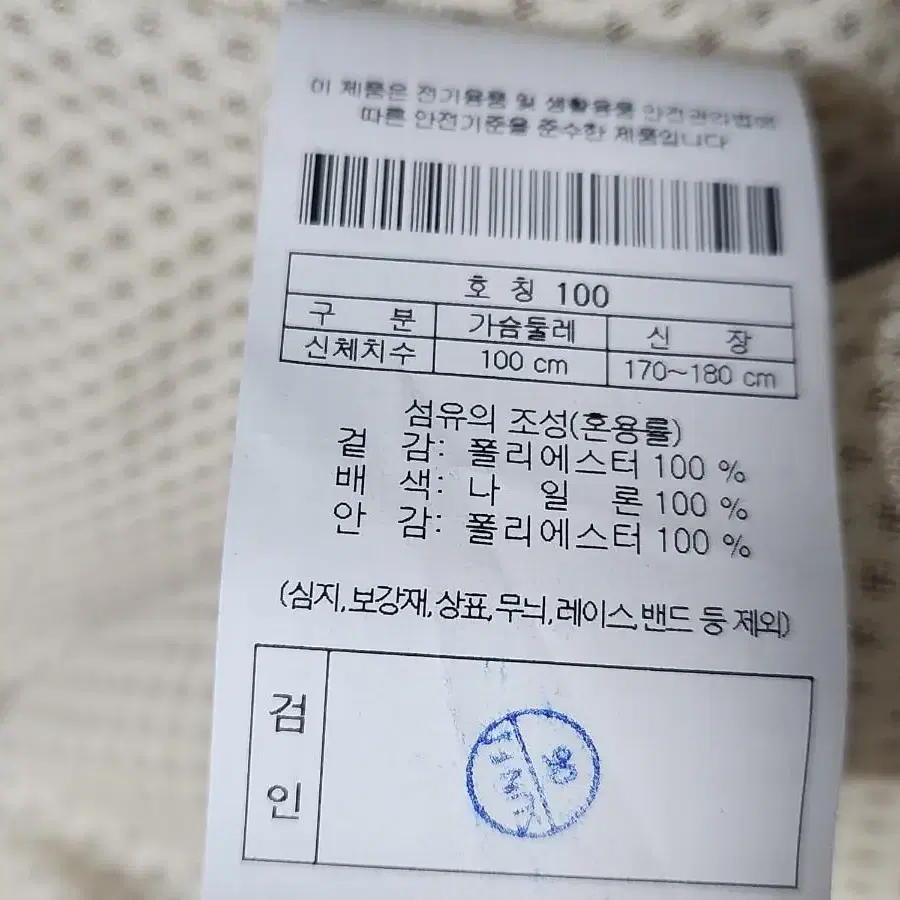 이 제품은 전기용품 및 생활용품 안전관리법에
따른 안전기준을 준수한 제품입니다
호 칭 100
구 분 가슴둘레 신 장
신체치수 100 cm 170~180 cm
섬유의 조성(혼용률)
겉 감: 폴리에스터 100 %
배 색: 나 일 론 100 %
안 감: 폴리에스터 100 %
(심지,보강재,상표,무늬,레이스,밴드 등 제외)
검
인